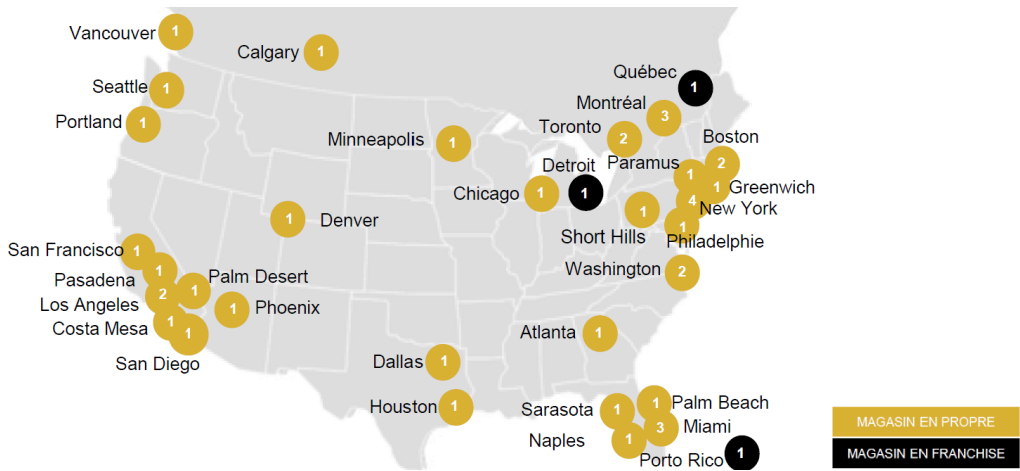 Vancouver 1
Calgary 1
Québec 1
Seattle 1
Montréal 3
Portland 1
Toronto 2
Minneapolis 1
Boston 2
Detroit 1
Paramus 1
Chicago 1
1 Greenwich
4 New York
Denver 1
Short Hills 1
1 Philadelphie
San Francisco 1
Washington 2
Pasadena 1
Palm Desert 1
Los Angeles 2
Phoenix 1
Costa Mesa 1
San Diego 1
Atlanta 1
Dallas 1
Houston 1
Sarasota 1
1 Palm Beach
3 Miami
Naples 1
Porto Rico 1
MAGASIN EN PROPRE
MAGASIN EN FRANCHISE